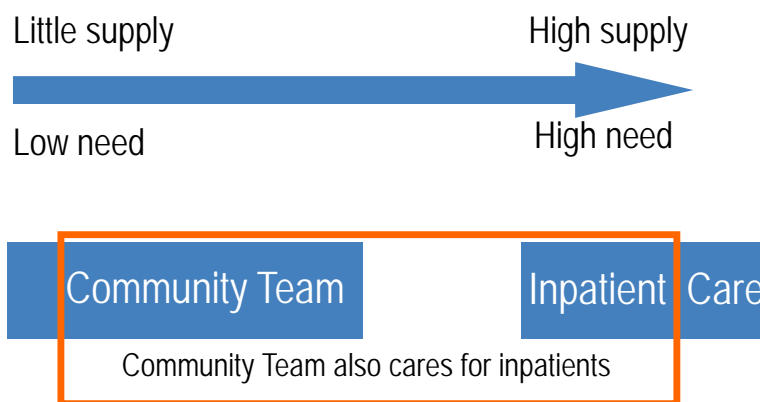 Little supply High supply
Low need High need
Community Team Inpatient Care
Community Team also cares for inpatients